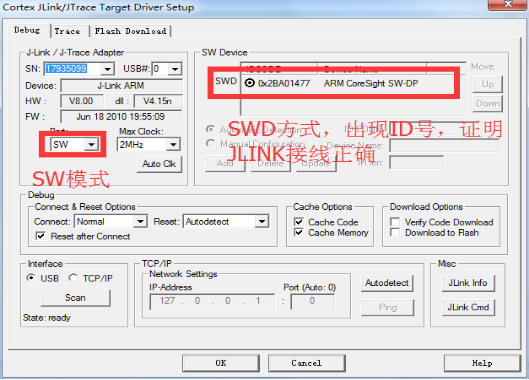 Cortex JLink/JTrace Target Driver Setup
Debug Trace Flash Download
J-Link / J-Trace Adapter
SN: 17935099 USB#: 0
Device: J-Link ARM
HW : V8.00 dll : V4.15n
FW : Jun 18 2010 19:55:09
Port: Max Clock:
SW 2MHz
Auto Clk
SW模式
SW Device
IDCODE Device Name Move
SWD 0x2BA01477 ARM CoreSight SW-DP
Up
Down
Automatic Detection
Manual Configuration
Add Delete Update
SWD方式，出现ID号，证明
JLINK接线正确
Debug
Connect & Reset Options
Connect: Normal Reset: Autodetect
Reset after Connect
Cache Options
Cache Code
Cache Memory
Download Options
Verify Code Download
Download to Flash
Interface
USB TCP/IP
Scan
State: ready
TCP/IP
Network Settings
IP-Address Port (Auto: 0)
127 . 0 . 0 . 1 : 0
Autodetect
Ping
Misc
JLink Info
JLink Cmd
OK Cancel Help